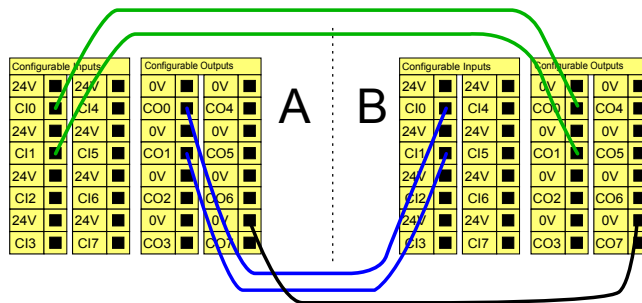 Configurable Inputs
24V 24V
CI0 CI4
24V 24V
CI1 CI5
24V 24V
CI2 CI6
24V 24V
CI3 CI7
Configurable Outputs
0V 0V
CO0 CO4
0V 0V
CO1 CO5
0V 0V
CO2 CO6
0V 0V
CO3 CO7
A
B
Configurable Inputs
24V 24V
CI0 CI4
24V 24V
CI1 CI5
24V 24V
CI2 CI6
24V 24V
CI3 CI7
Configurable Outputs
0V 0V
CO0 CO4
0V 0V
CO1 CO5
0V 0V
CO2 CO6
0V 0V
CO3 CO7